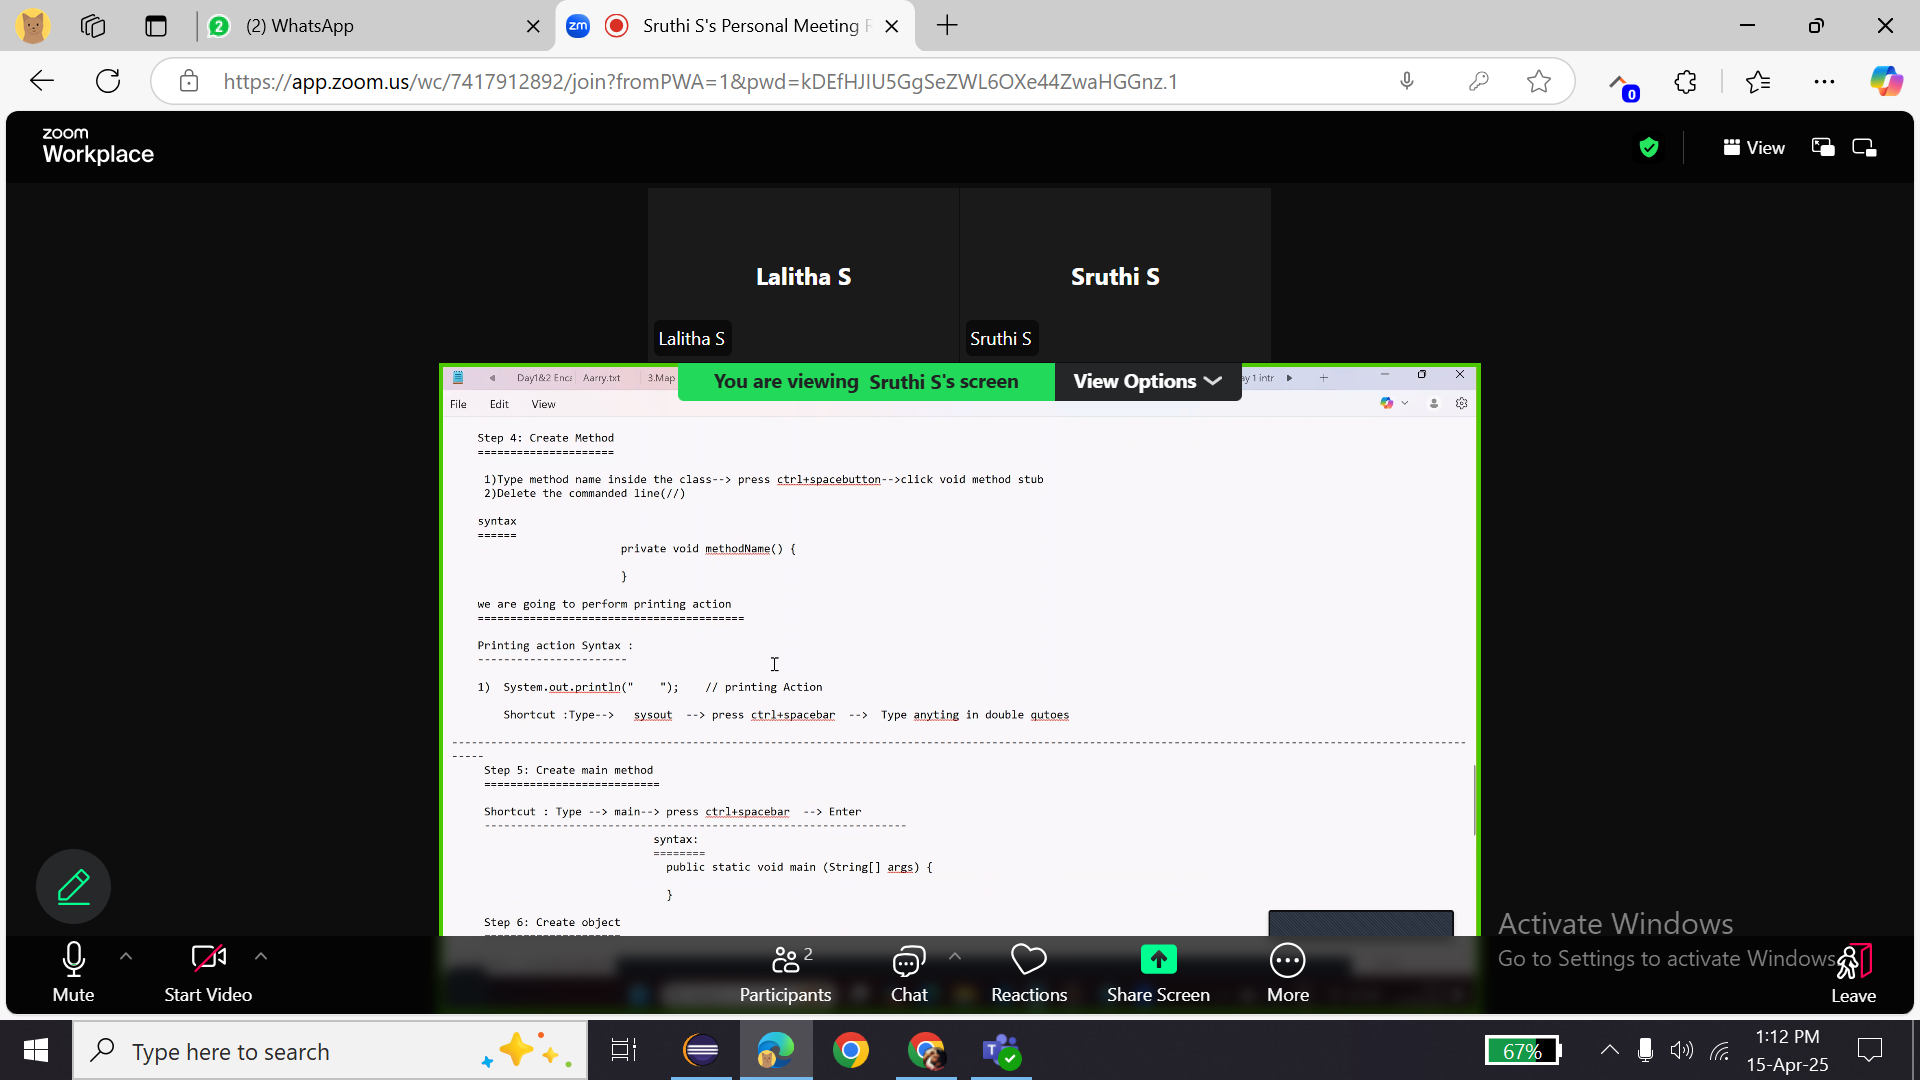 (2) WhatsApp
Sruthi S's Personal Meeting R
https://app.zoom.us/wc/7417912892/join?fromPWA=1&pwd=kDEfHJIU5GgSeZWL6OXe44ZwaHGGnz.1
0
zoom
Workplace
View
Lalitha S
Sruthi S
Lalitha S
Sruthi S
Day1&2 Enca
Aarry.txt
3.Map
You are viewing Sruthi S's screen
View Options
ay 1 intr
File Edit View
Step 4: Create Method
=====================
1)Type method name inside the class--> press ctrl+spacebutton-->click void method stub
2)Delete the commanded line(//)
syntax
======
private void methodName() {
}
we are going to perform printing action
=========================================
Printing action Syntax :
-----------------------
1) System.out.println("    ");    // printing Action
Shortcut :Type-->   sysout  --> press ctrl+spacebar  -->  Type anyting in double qutoes
Step 5: Create main method
===========================
Shortcut : Type --> main--> press ctrl+spacebar  --> Enter
-----------------------------------------------------------------
syntax:
========
public static void main (String[] args) {
}
Step 6: Create object
Activate Windows
Go to Settings to activate Windows
Mute
Start Video
Participants
2
Chat
Reactions
Share Screen
More
Leave
Type here to search
67%
1:12 PM
15-Apr-25